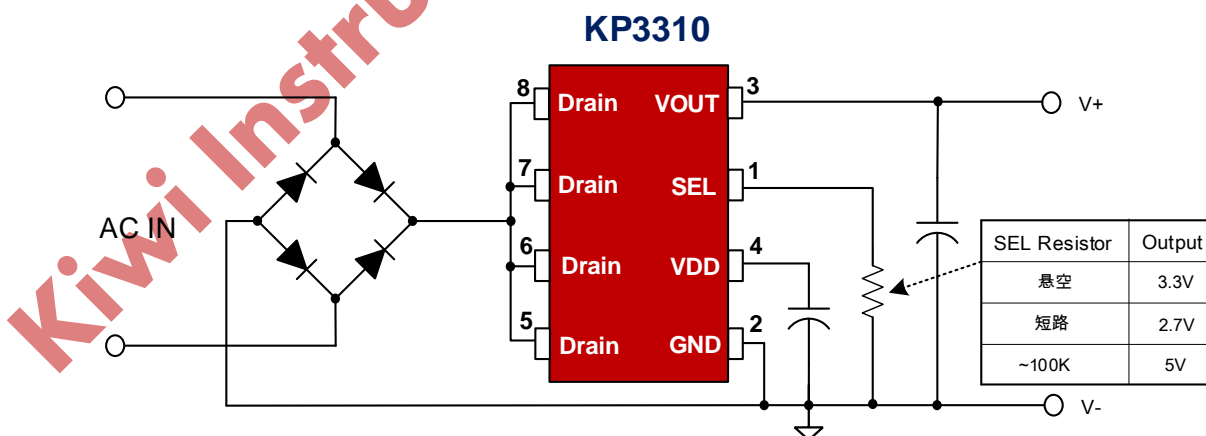 KP3310
Kiwi Instru
AC IN
8 Drain VOUT 3
7 Drain SEL 1
6 Drain VDD 4
5 Drain GND 2
V+
V-
SEL Resistor Output
悬空 3.3V
短路 2.7V
~100K 5V